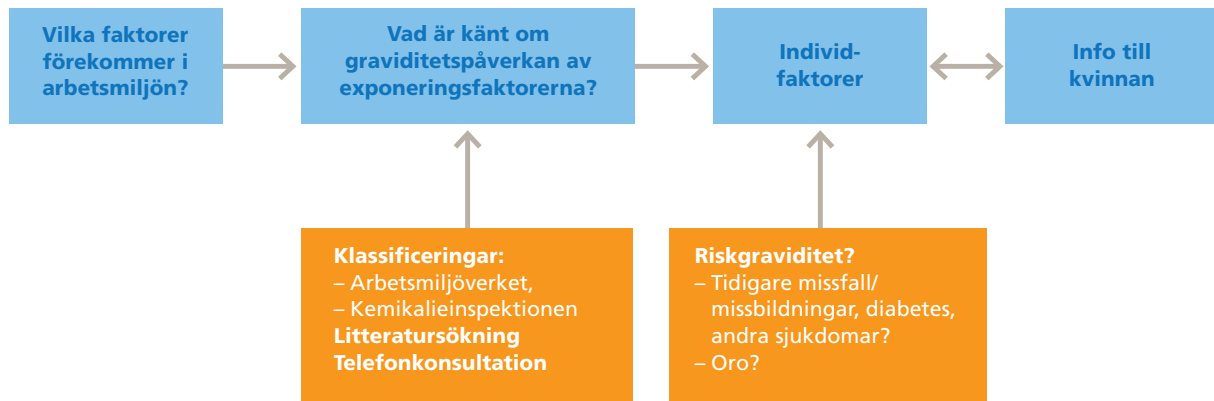 Vilka faktorer
förekommer i
arbetsmiljön?
Vad är känt om
graviditetspåverkan av
exponeringsfaktorerna?
Individ-
faktorer
Info till
kvinnan
Klassificeringar:
– Arbetsmiljöverket,
– Kemikalieinspektionen
Litteratursökning
Telefonkonsultation
Riskgraviditet?
– Tidigare missfall/
missbildningar, diabetes,
andra sjukdomar?
– Oro?